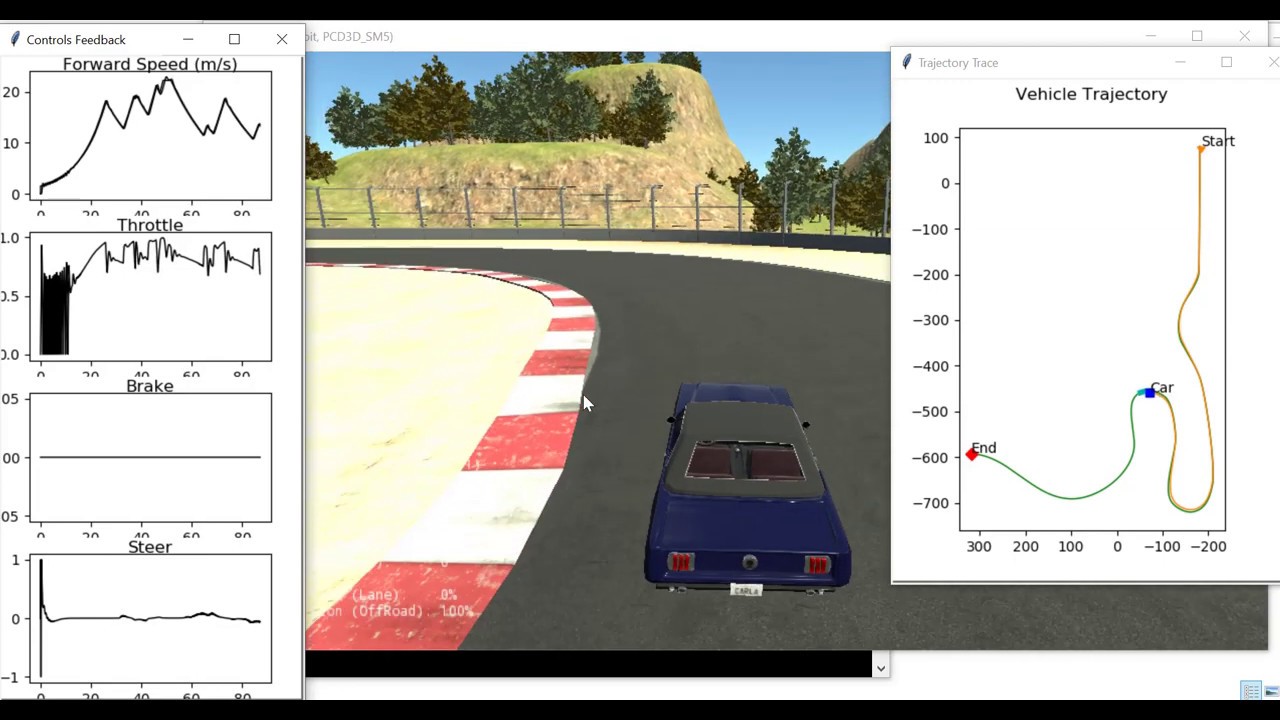 Controls Feedback
Forward Speed (m/s)
20
10
0
0 20 40 60 80
Throttle
1.0
0.5
0.0
0 20 40 60 80
Brake
05
00
05
0 20 40 60 80
Steer
1
0
-1
0 20 40 60 80
bit, PCD3D_SM5)
(Lane) 0%
on (OffRoad) 100%
CARLA
Trajectory Trace
Vehicle Trajectory
100
0
−100
−200
−300
−400
−500
−600
−700
300 200 100 0 −100 −200
Start
Car
End